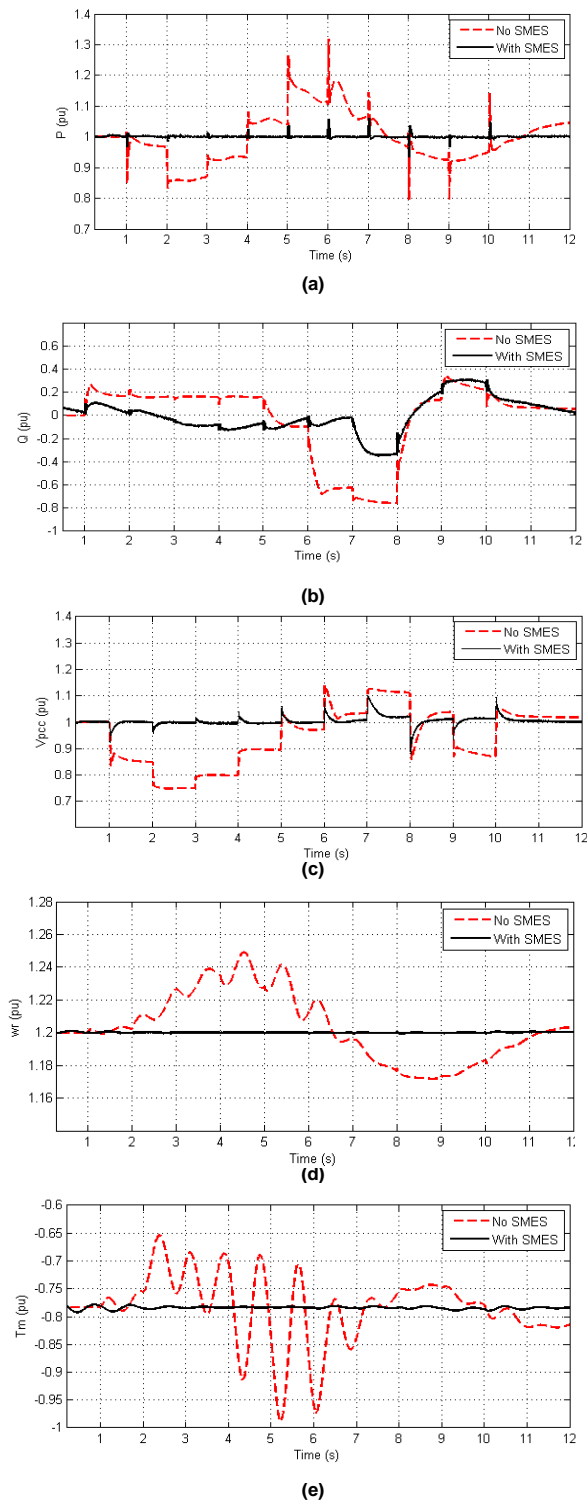 1.4
1.3
1.2
1.1
1
0.9
0.8
0.7
P (pu)
No SMES
With SMES
1 2 3 4 5 6 7 8 9 10 11 12
Time (s)
(a)
0.6
0.4
0.2
0
-0.2
-0.4
-0.6
-0.8
-1
Q (pu)
No SMES
With SMES
1 2 3 4 5 6 7 8 9 10 11 12
Time (s)
(b)
1.4
1.3
1.2
1.1
1
0.9
0.8
0.7
Vpcc
No SMES
With SMES
1 2 3 4 5 6 7 8 9 10 11 12
Time (s)
(c)
1.28
1.26
1.24
1.22
1.2
1.18
1.16
wr (pu)
No SMES
With SMES
1 2 3 4 5 6 7 8 9 10 11 12
Time (s)
(d)
-0.6
-0.65
-0.7
-0.75
-0.8
-0.85
-0.9
-0.95
-1
Tm (pu)
No SMES
With SMES
1 2 3 4 5 6 7 8 9 10 11 12
Time (s)
(e)